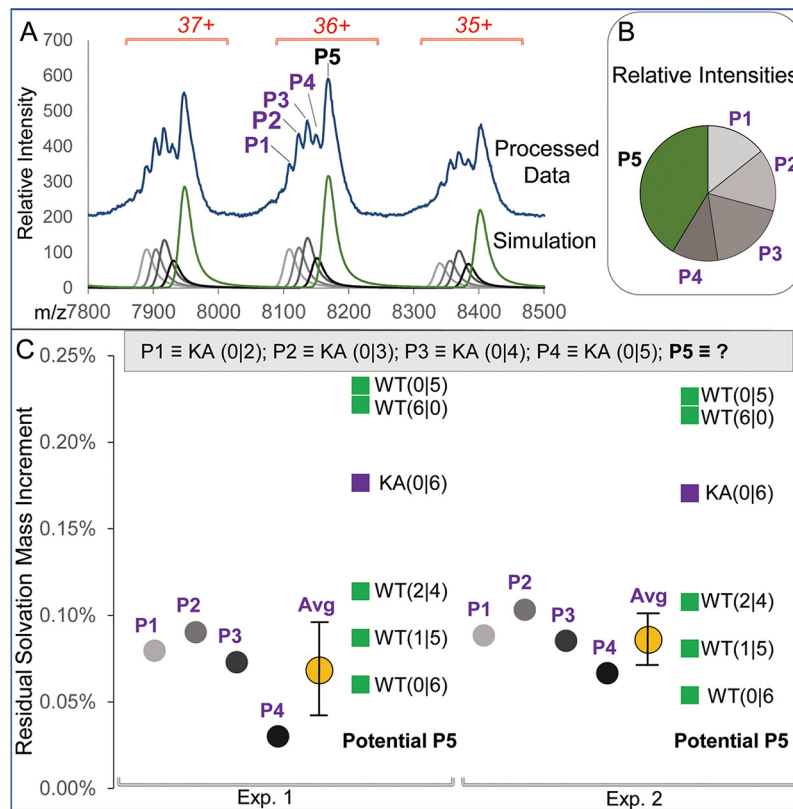 A
37+
36+
35+
700
600
500
400
300
200
100
0
Relative Intensity
P5
P4
P3
P2
P1
Processed
Data
Simulation
m/z
7800
7900
8000
8100
8200
8300
8400
8500
B
Relative Intensities
P1
P2
P3
P4
P5
C
P1 ≡ KA (0|2); P2 ≡ KA (0|3); P3 ≡ KA (0|4); P4 ≡ KA (0|5); P5 ≡ ?
0.25%
0.20%
0.15%
0.10%
0.05%
0.00%
Residual Solvation Mass Increment
P1
P2
P3
P4
Avg
WT(0|5)
WT(6|0)
KA(0|6)
WT(2|4)
WT(1|5)
WT(0|6)
Potential P5
Exp. 1
P1
P2
P3
P4
Avg
WT(0|5)
WT(6|0)
KA(0|6)
WT(2|4)
WT(1|5)
WT(0|6
Potential P5
Exp. 2